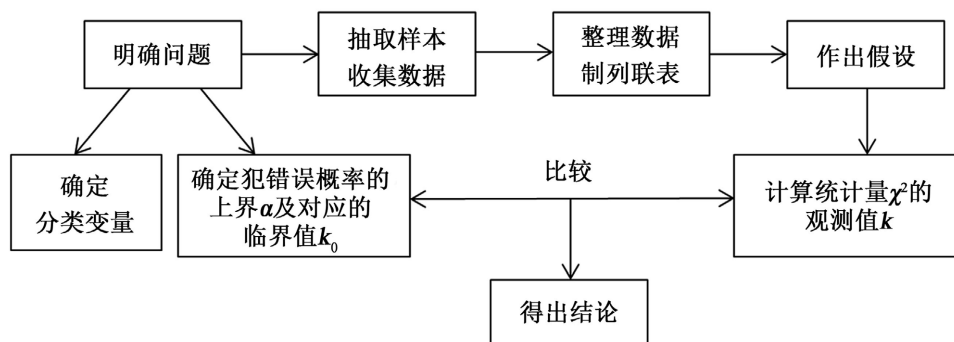 明确问题
抽取样本
收集数据
整理数据
制列联表
作出假设
确定
分类变量
确定犯错误概率的
上界α及对应的
临界值k₀
比较
计算统计量χ²的
观测值k
得出结论